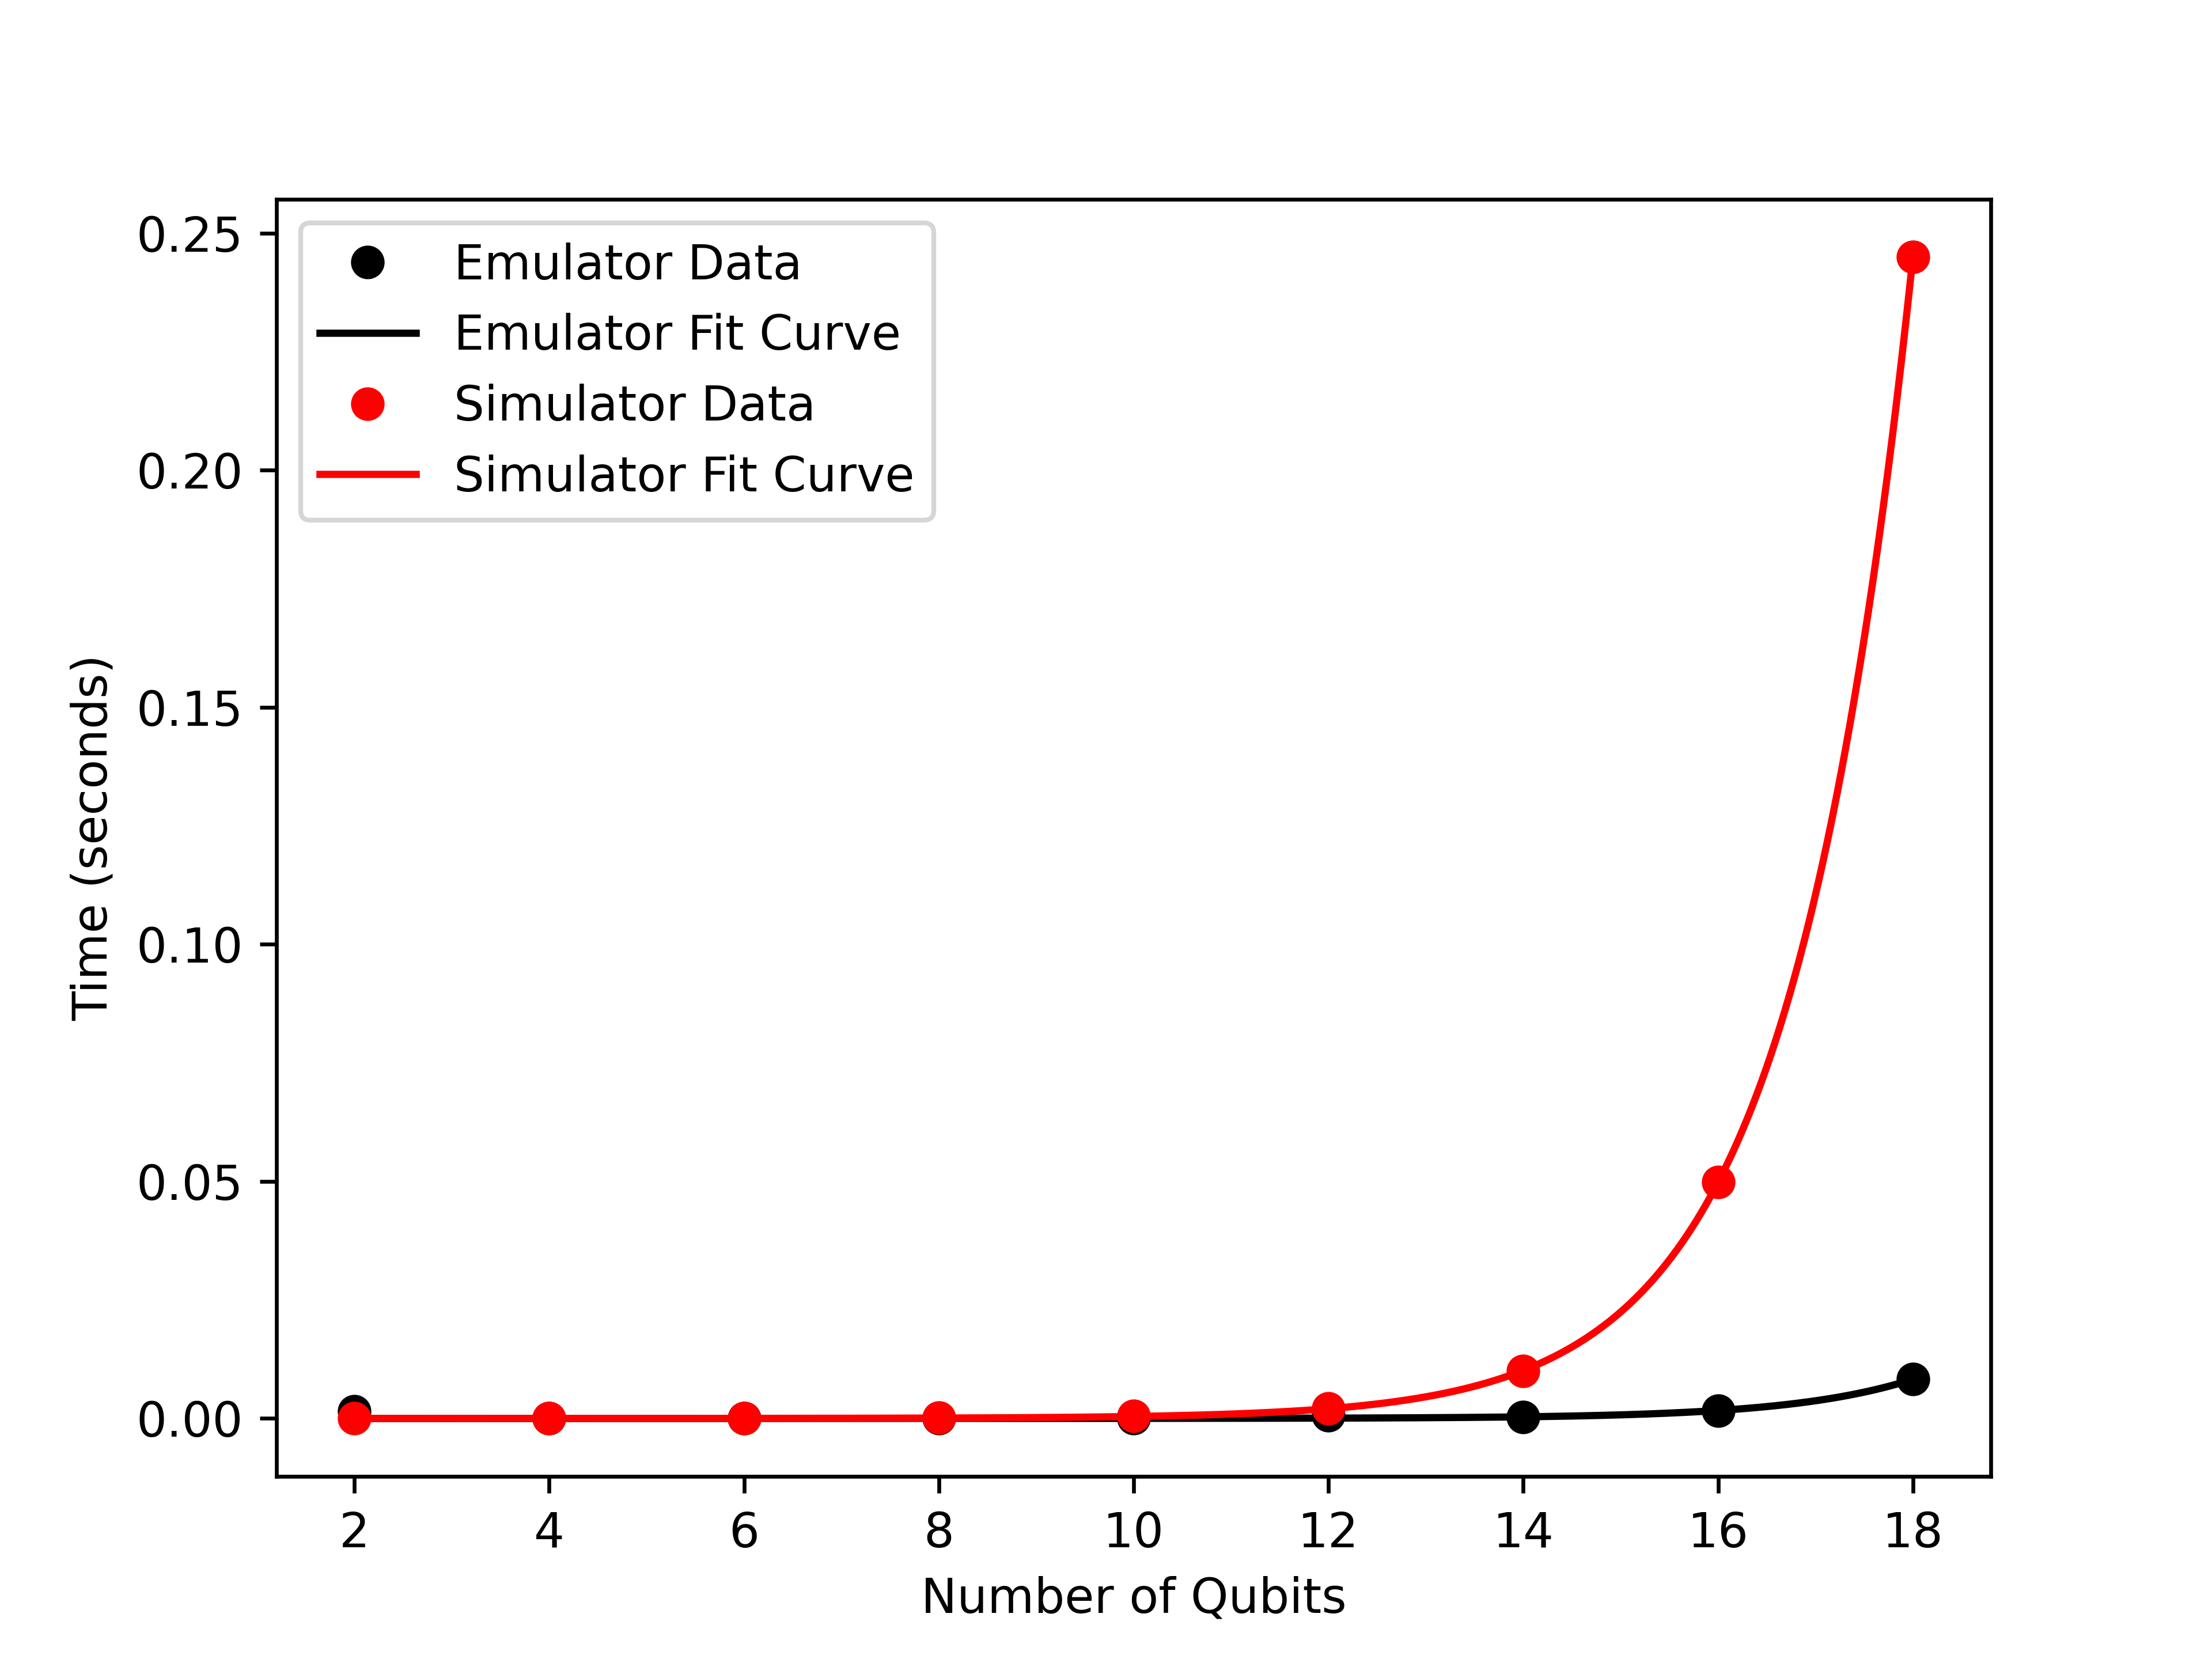 Emulator Data
Emulator Fit Curve
Simulator Data
Simulator Fit Curve
0.25
0.20
0.15
0.10
0.05
0.00
Time (seconds)
2 4 6 8 10 12 14 16 18
Number of Qubits